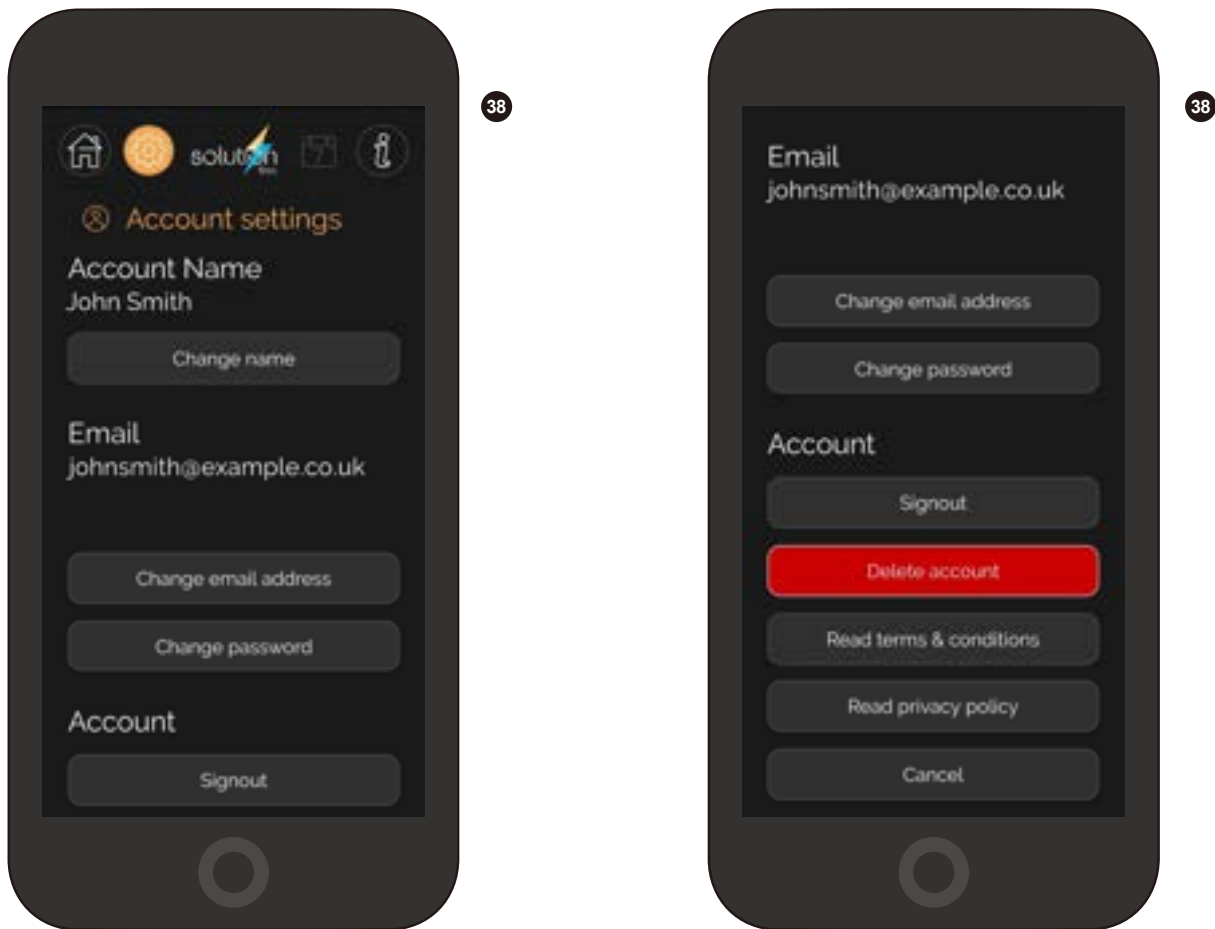 38
solution
Account settings
Account Name
John Smith
Change name
Email
johnsmith@example.co.uk
Change email address
Change password
Account
Signout
38
Email
johnsmith@example.co.uk
Change email address
Change password
Account
Signout
Delete account
Read terms & conditions
Read privacy policy
Cancel